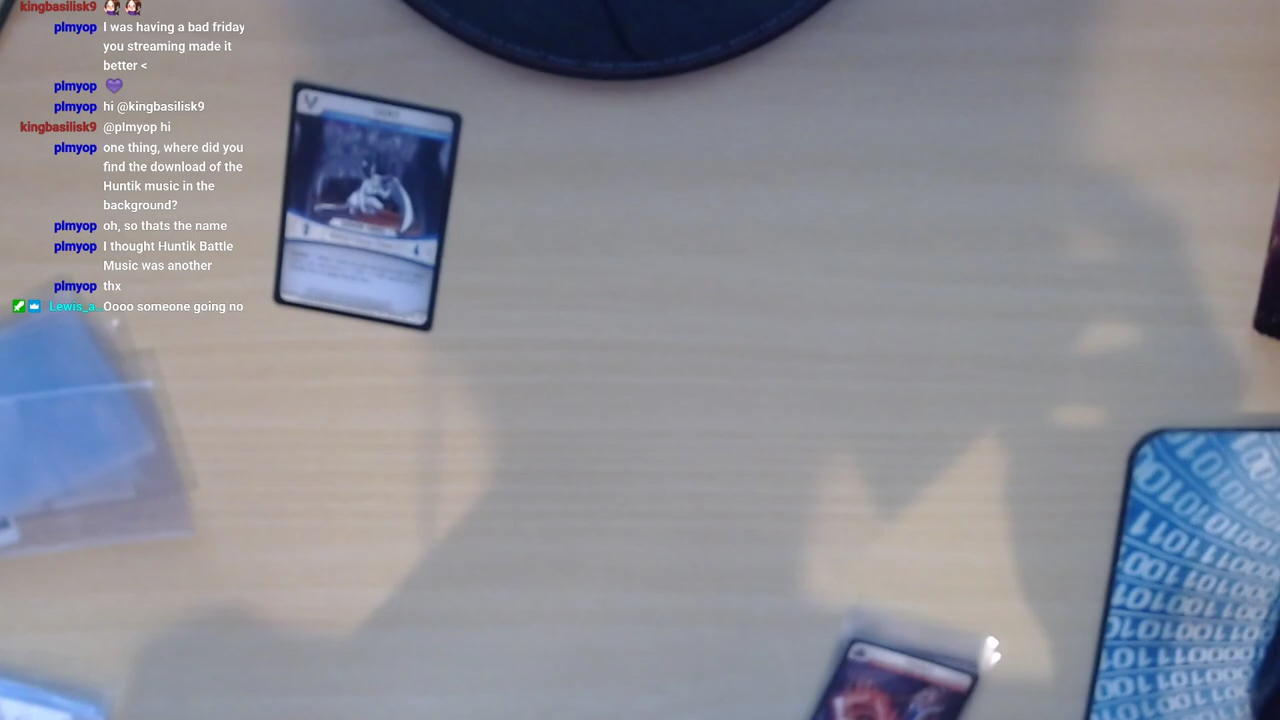 kingbasilisk9
plmyop I was having a bad friday
you streaming made it
better <
plmyop 💜
plmyop hi @kingbasilisk9
kingbasilisk9 @plmyop hi
plmyop one thing, where did you
find the download of the
Huntik music in the
background?
plmyop oh, so thats the name
plmyop I thought Huntik Battle
Music was another
plmyop thx
Lewis_a_ Oooo someone going no